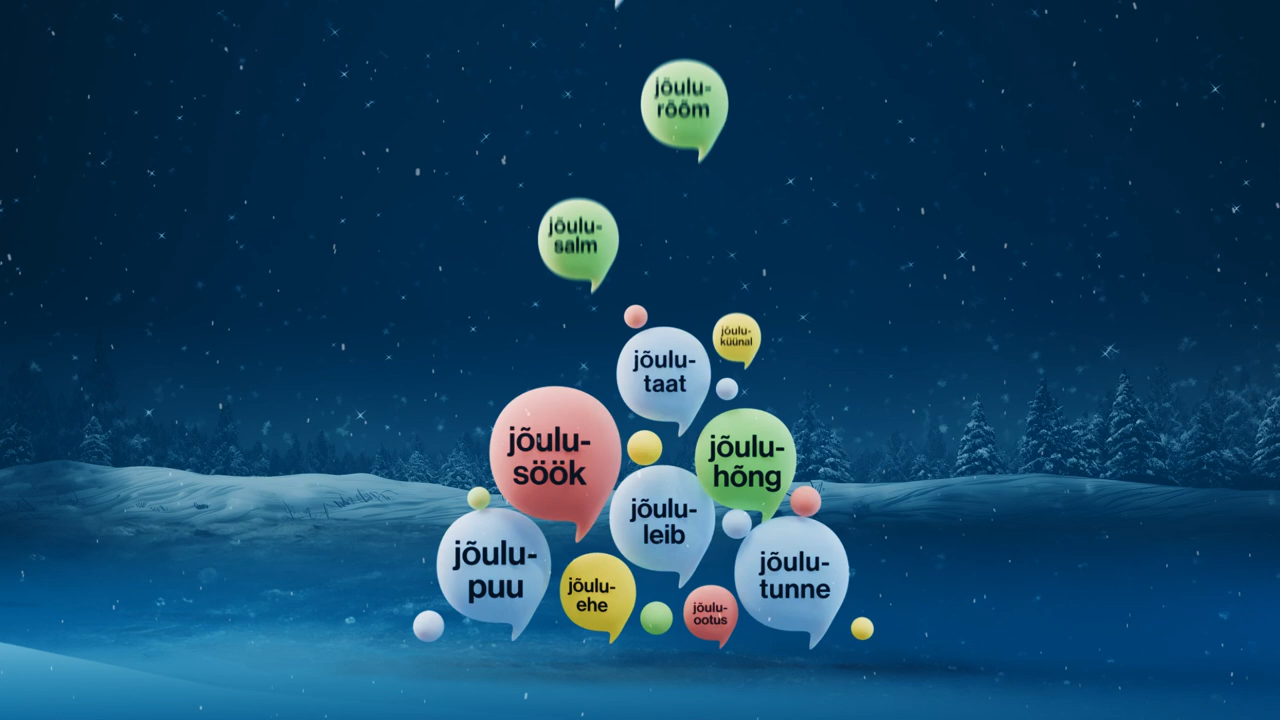 jõulu-
rõõm
jõulu-
salm
jõulu-
küünal
jõulu-
taat
jõulu-
söök
jõulu-
hõng
jõulu-
leib
jõulu-
puu
jõulu-
tunne
jõulu-
ehe
jõulu-
ootus